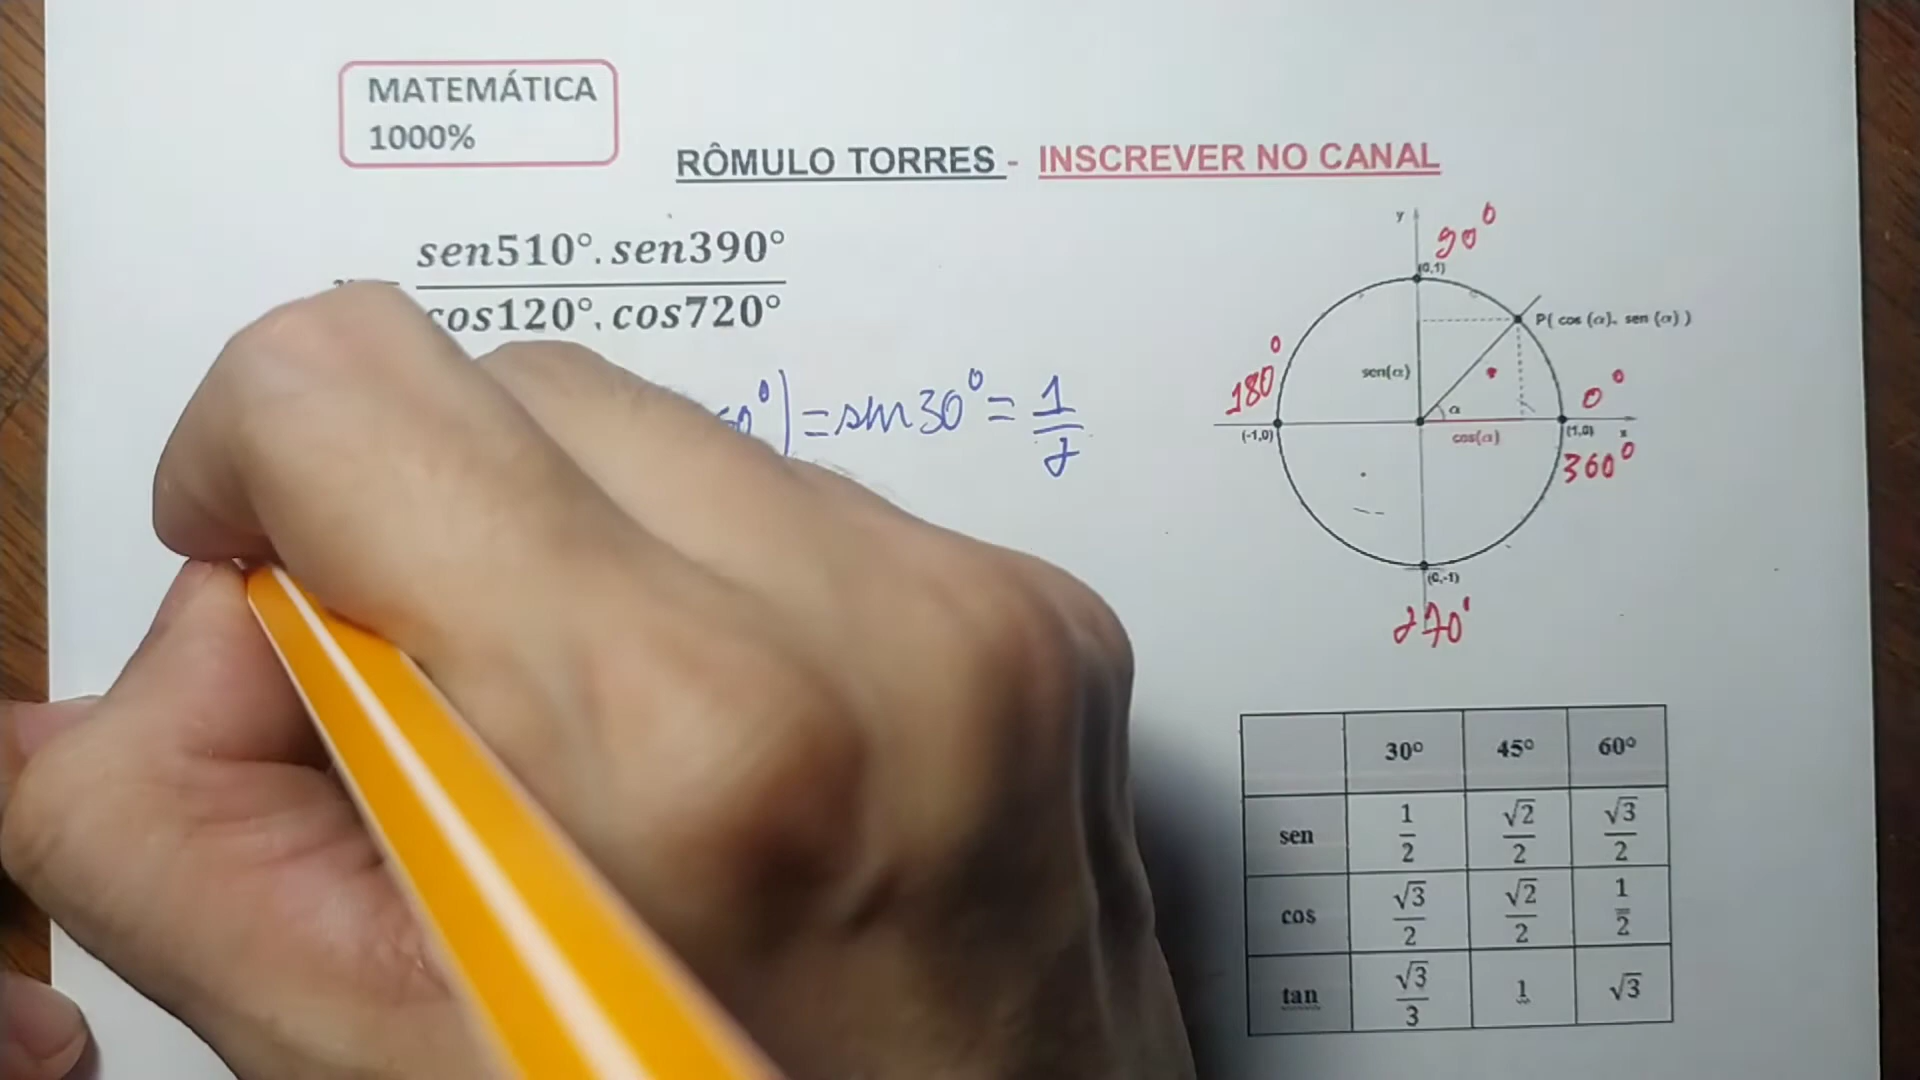 MATEMÁTICA
1000%
RÔMULO TORRES - INSCREVER NO CANAL
sen510°.sen390°
cos120°.cos720°
0°) = sen30° = 1/2
y
90°
(0,1)
P( cos (α), sen (α) )
180°
sen(α)
0°
α
(-1,0)
cos(α)
(1,0)
x
360°
(0,-1)
270°
30° 45° 60°
sen 1/2 √2/2 √3/2
cos √3/2 √2/2 1/2
tan √3/3 1 √3